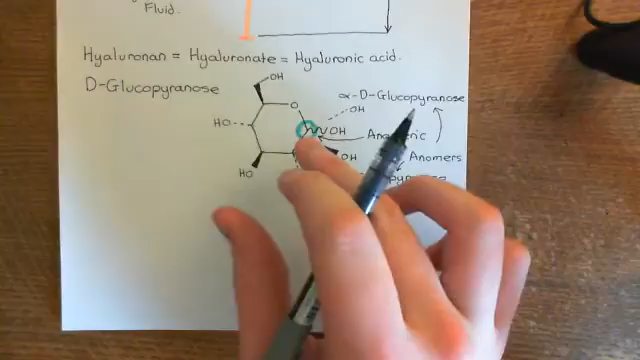 Fluid.
Hyaluronan = Hyaluronate = Hyaluronic acid.
D-Glucopyranose
OH
α-D-Glucopyranose
O
OH
HO
OH
OH
Anomers
HO